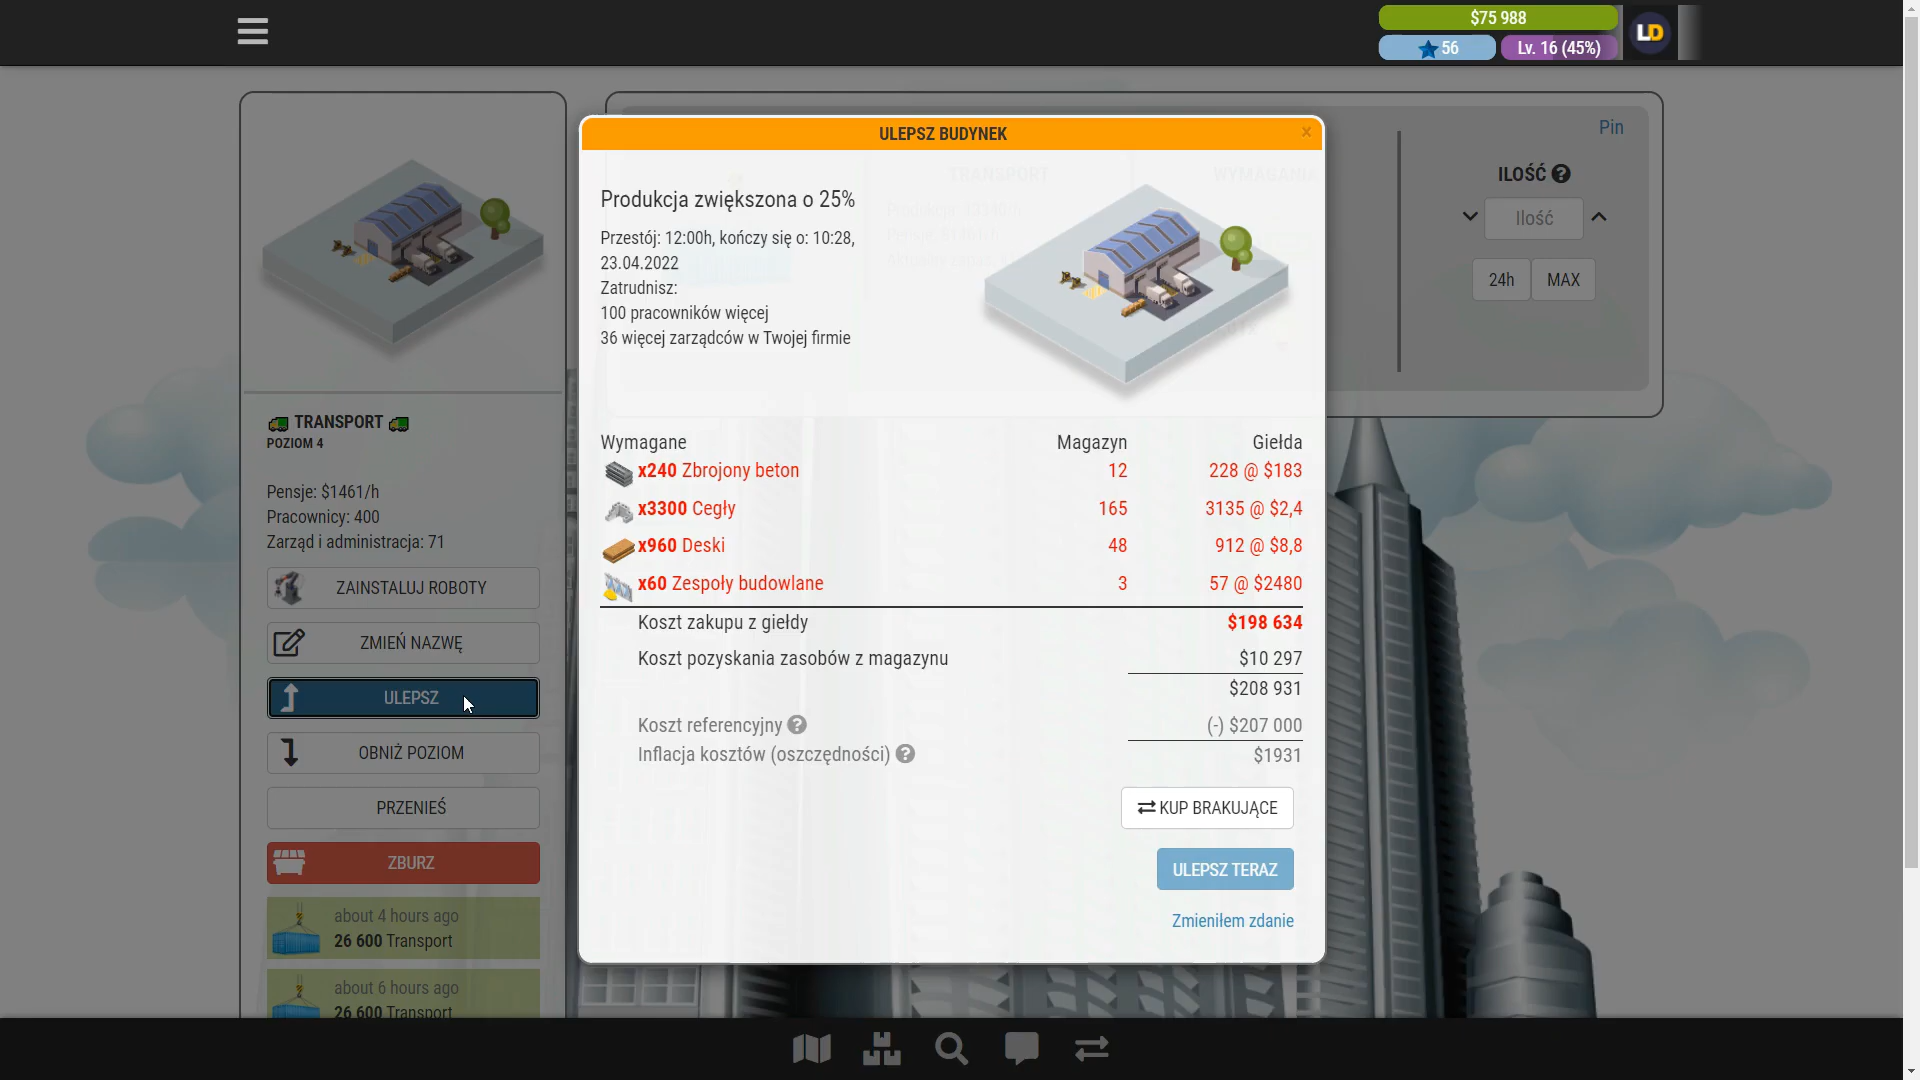 $75 988
56
Lv. 16 (45%)
LD
Pin
ILOŚĆ
Ilość
24h
MAX
TRANSPORT
POZIOM 4
Pensje: $1461/h
Pracownicy: 400
Zarząd i administracja: 71
ZAINSTALUJ ROBOTY
ZMIEŃ NAZWĘ
ULEPSZ
OBNIŻ POZIOM
PRZENIEŚ
ZBURZ
about 4 hours ago
26 600 Transport
about 6 hours ago
26 600 Transport
ULEPSZ BUDYNEK
×
TRANSPORT
WYMAGANIA
Produkcja zwiększona o 25%
Przestój: 12:00h, kończy się o: 10:28,
23.04.2022
Zatrudnisz:
100 pracowników więcej
36 więcej zarządców w Twojej firmie
Wymagane Magazyn Giełda
x240 Zbrojony beton 12 228 @ $183
x3300 Cegły 165 3135 @ $2,4
x960 Deski 48 912 @ $8,8
x60 Zespoły budowlane 3 57 @ $2480
Koszt zakupu z giełdy $198 634
Koszt pozyskania zasobów z magazynu $10 297
$208 931
Koszt referencyjny (-) $207 000
Inflacja kosztów (oszczędności) $1931
KUP BRAKUJĄCE
ULEPSZ TERAZ
Zmieniłem zdanie